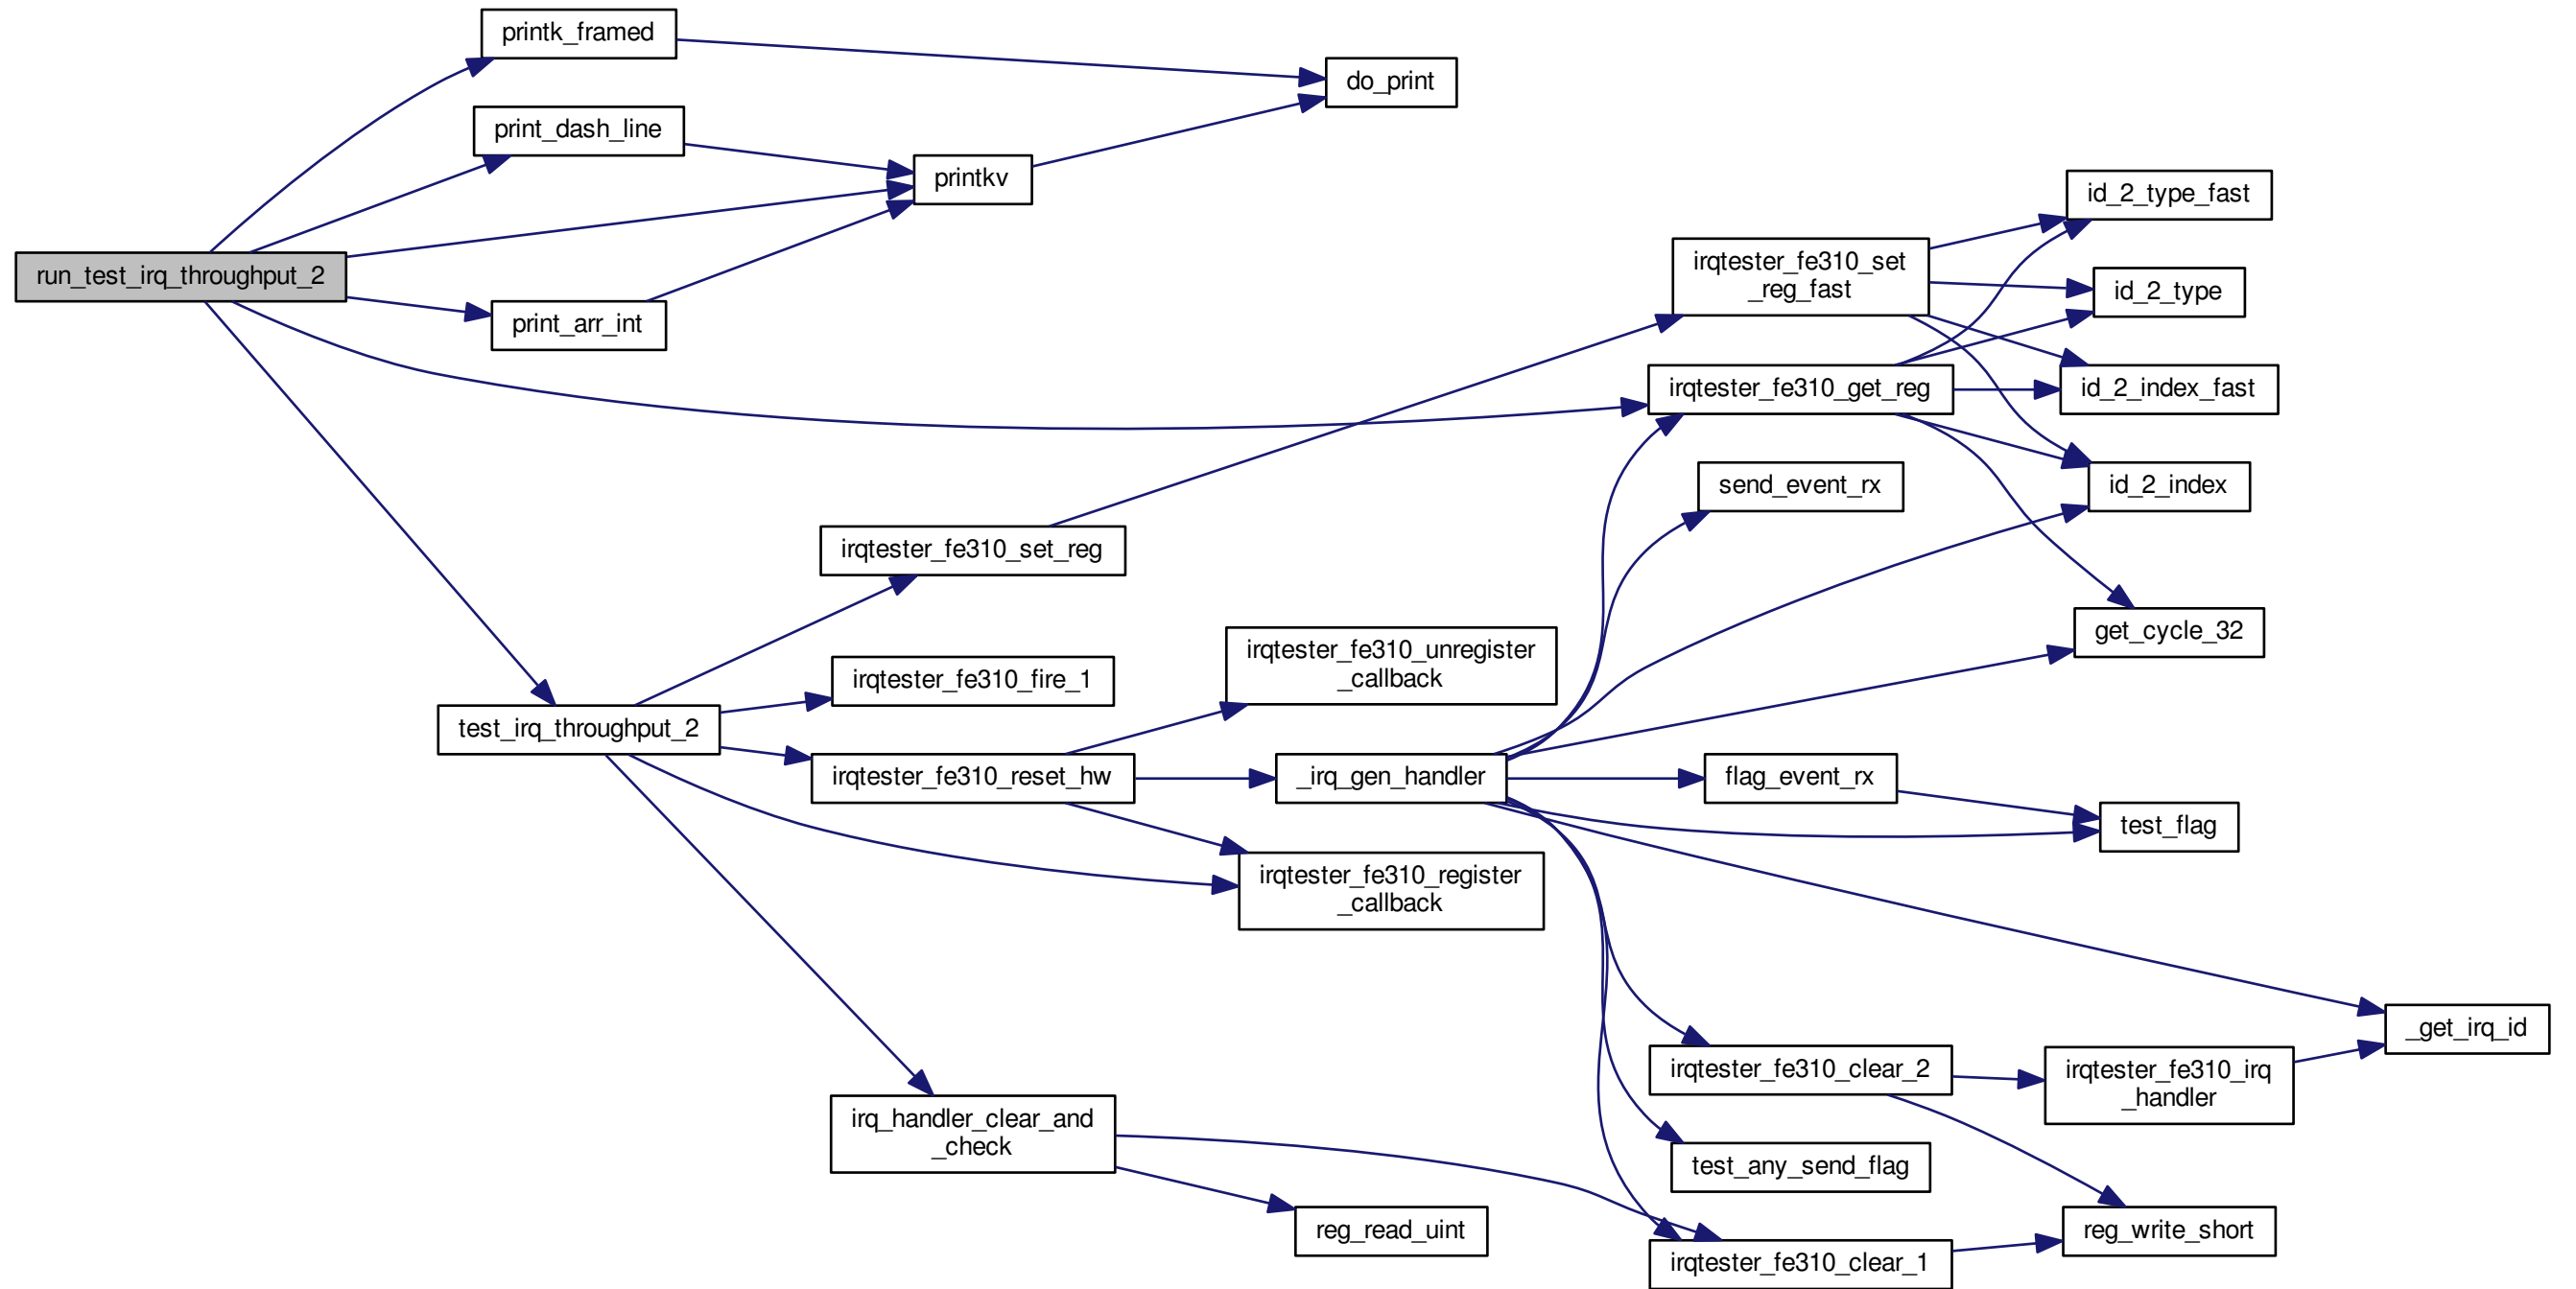 printk_framed
do_print
print_dash_line
printkv
id_2_type_fast
irqtester_fe310_set
_reg_fast
run_test_irq_throughput_2
id_2_type
print_arr_int
irqtester_fe310_get_reg
id_2_index_fast
send_event_rx
id_2_index
irqtester_fe310_set_reg
get_cycle_32
irqtester_fe310_unregister
_callback
irqtester_fe310_fire_1
test_irq_throughput_2
irqtester_fe310_reset_hw
_irq_gen_handler
flag_event_rx
test_flag
irqtester_fe310_register
_callback
_get_irq_id
irqtester_fe310_clear_2
irqtester_fe310_irq
_handler
irq_handler_clear_and
_check
test_any_send_flag
reg_read_uint
reg_write_short
irqtester_fe310_clear_1